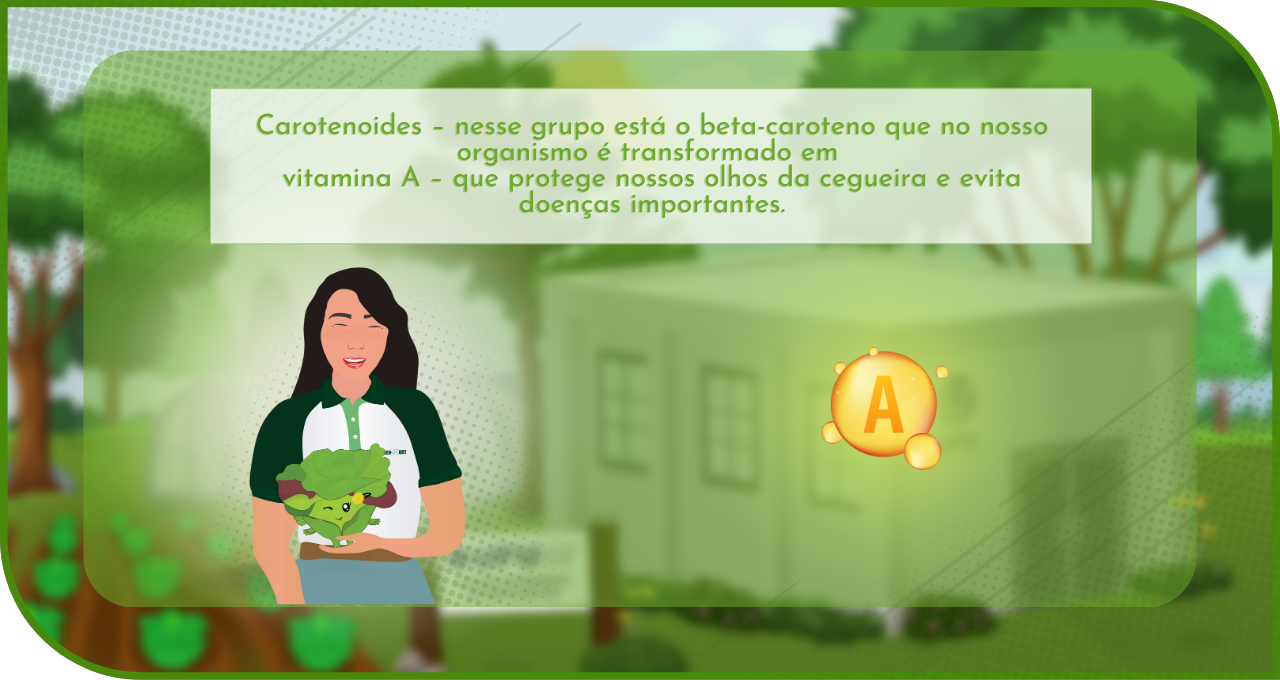 Carotenoides – nesse grupo está o beta-caroteno que no nosso
organismo é transformado em
vitamina A – que protege nossos olhos da cegueira e evita
doenças importantes.
A